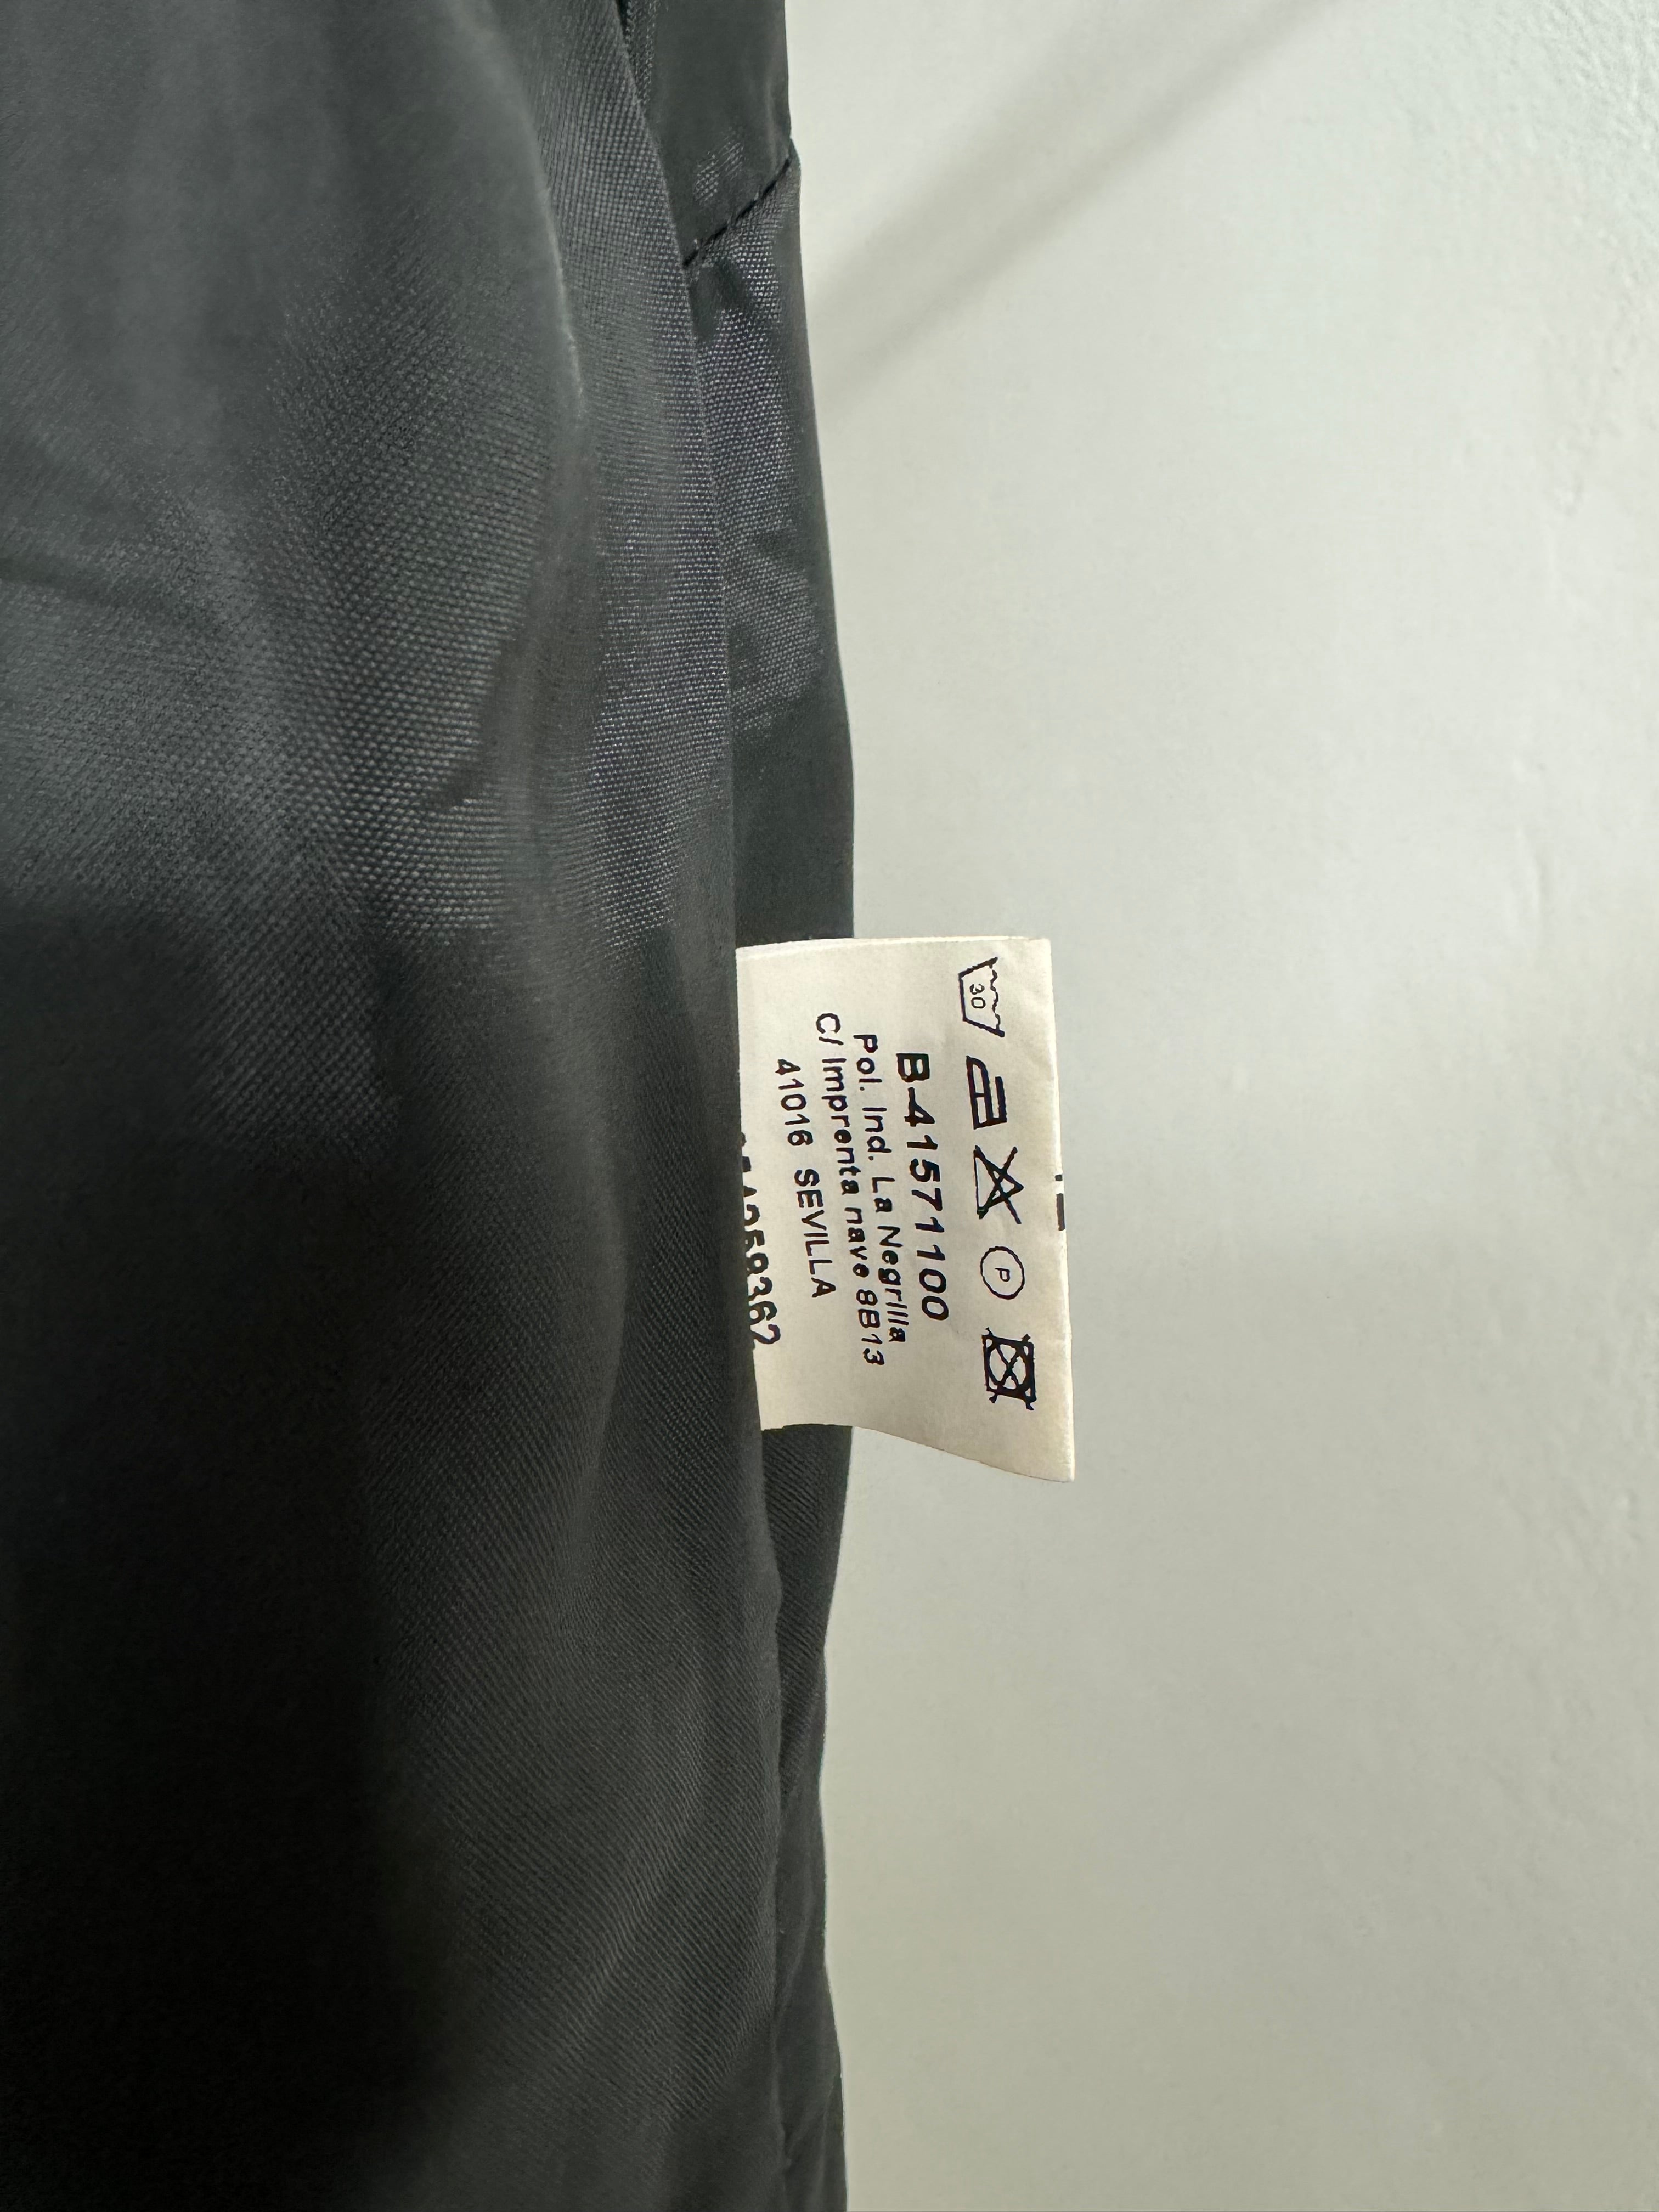 30
P
B-41571100
Pol. Ind. La Negrilla
C/ Imprenta nave 8B13
41016 SEVILLA